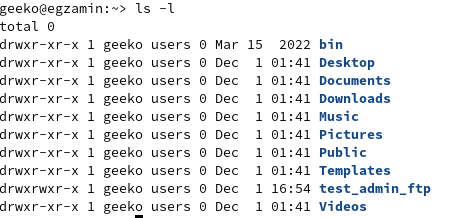 geeko@egzamin:~> ls -l
total 0
drwxr-xr-x 1 geeko users 0 Mar 15  2022 bin
drwxr-xr-x 1 geeko users 0 Dec  1 01:41 Desktop
drwxr-xr-x 1 geeko users 0 Dec  1 01:41 Documents
drwxr-xr-x 1 geeko users 0 Dec  1 01:41 Downloads
drwxr-xr-x 1 geeko users 0 Dec  1 01:41 Music
drwxr-xr-x 1 geeko users 0 Dec  1 01:41 Pictures
drwxr-xr-x 1 geeko users 0 Dec  1 01:41 Public
drwxr-xr-x 1 geeko users 0 Dec  1 01:41 Templates
drwxrwxr-x 1 geeko users 0 Dec  1 16:54 test_admin_ftp
drwxr-xr-x 1 geeko users 0 Dec  1 01:41 Videos